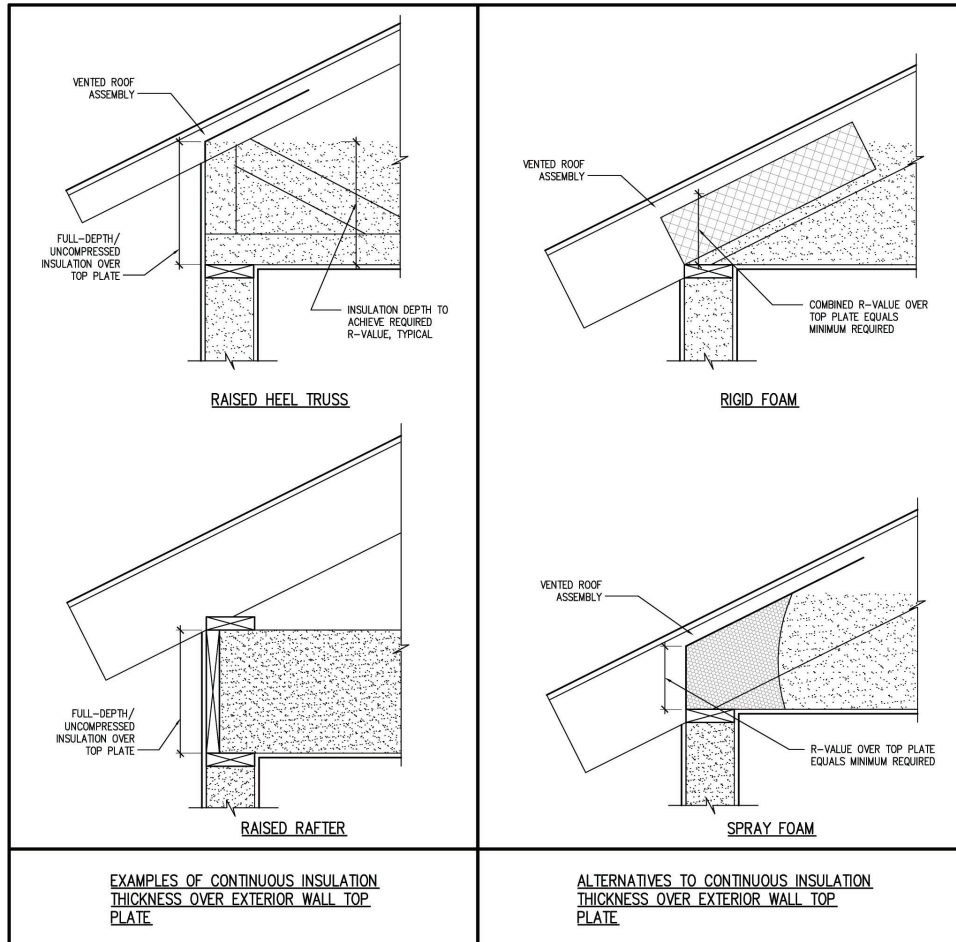 VENTED ROOF
ASSEMBLY
FULL-DEPTH/
UNCOMPRESSED
INSULATION OVER
TOP PLATE
INSULATION DEPTH TO
ACHIEVE REQUIRED
R-VALUE, TYPICAL
RAISED HEEL TRUSS
VENTED ROOF
ASSEMBLY
COMBINED R-VALUE OVER
TOP PLATE EQUALS
MINIMUM REQUIRED
RIGID FOAM
FULL-DEPTH/
UNCOMPRESSED
INSULATION OVER
TOP PLATE
RAISED RAFTER
VENTED ROOF
ASSEMBLY
R-VALUE OVER TOP PLATE
EQUALS MINIMUM REQUIRED
SPRAY FOAM
EXAMPLES OF CONTINUOUS INSULATION
THICKNESS OVER EXTERIOR WALL TOP
PLATE
ALTERNATIVES TO CONTINUOUS INSULATION
THICKNESS OVER EXTERIOR WALL TOP
PLATE